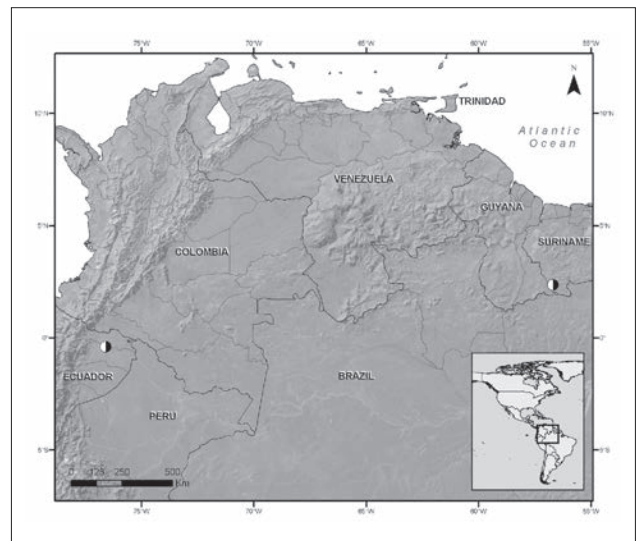 75°W 70°W 65°W 60°W 55°W
N
TRINIDAD
10°N
10°N
Atlantic
Ocean
VENEZUELA
GUYANA
5°N
5°N
SURINAME
COLOMBIA
0°
0°
ECUADOR
BRAZIL
PERU
5°S
5°S
0 125 250 500
Km
75°W 70°W 65°W 60°W 55°W